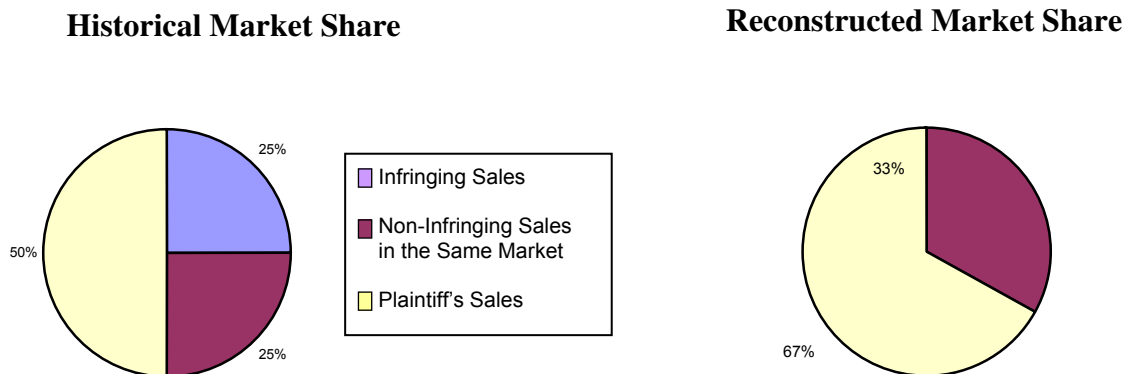 Historical Market Share
Reconstructed Market Share
25%
50%
25%
Infringing Sales
Non-Infringing Sales
in the Same Market
Plaintiff's Sales
33%
67%